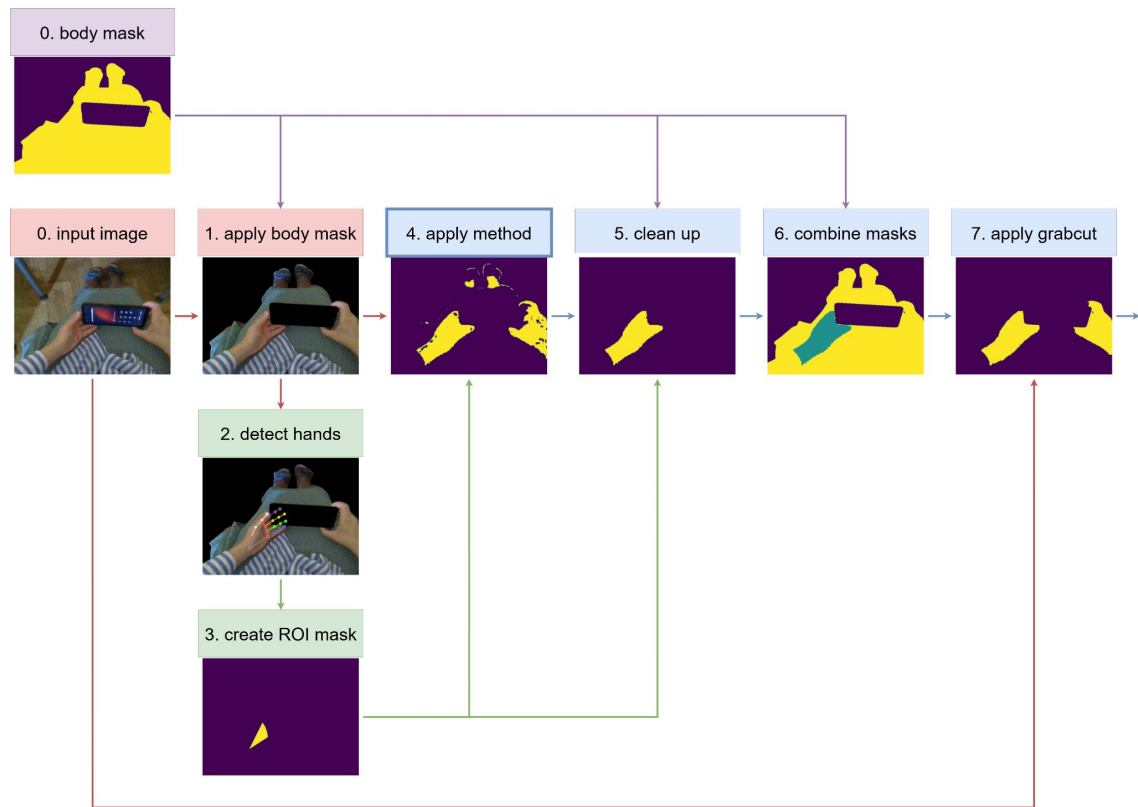 0. body mask
0. input image
1. apply body mask
4. apply method
5. clean up
6. combine masks
7. apply grabcut
2. detect hands
3. create ROI mask